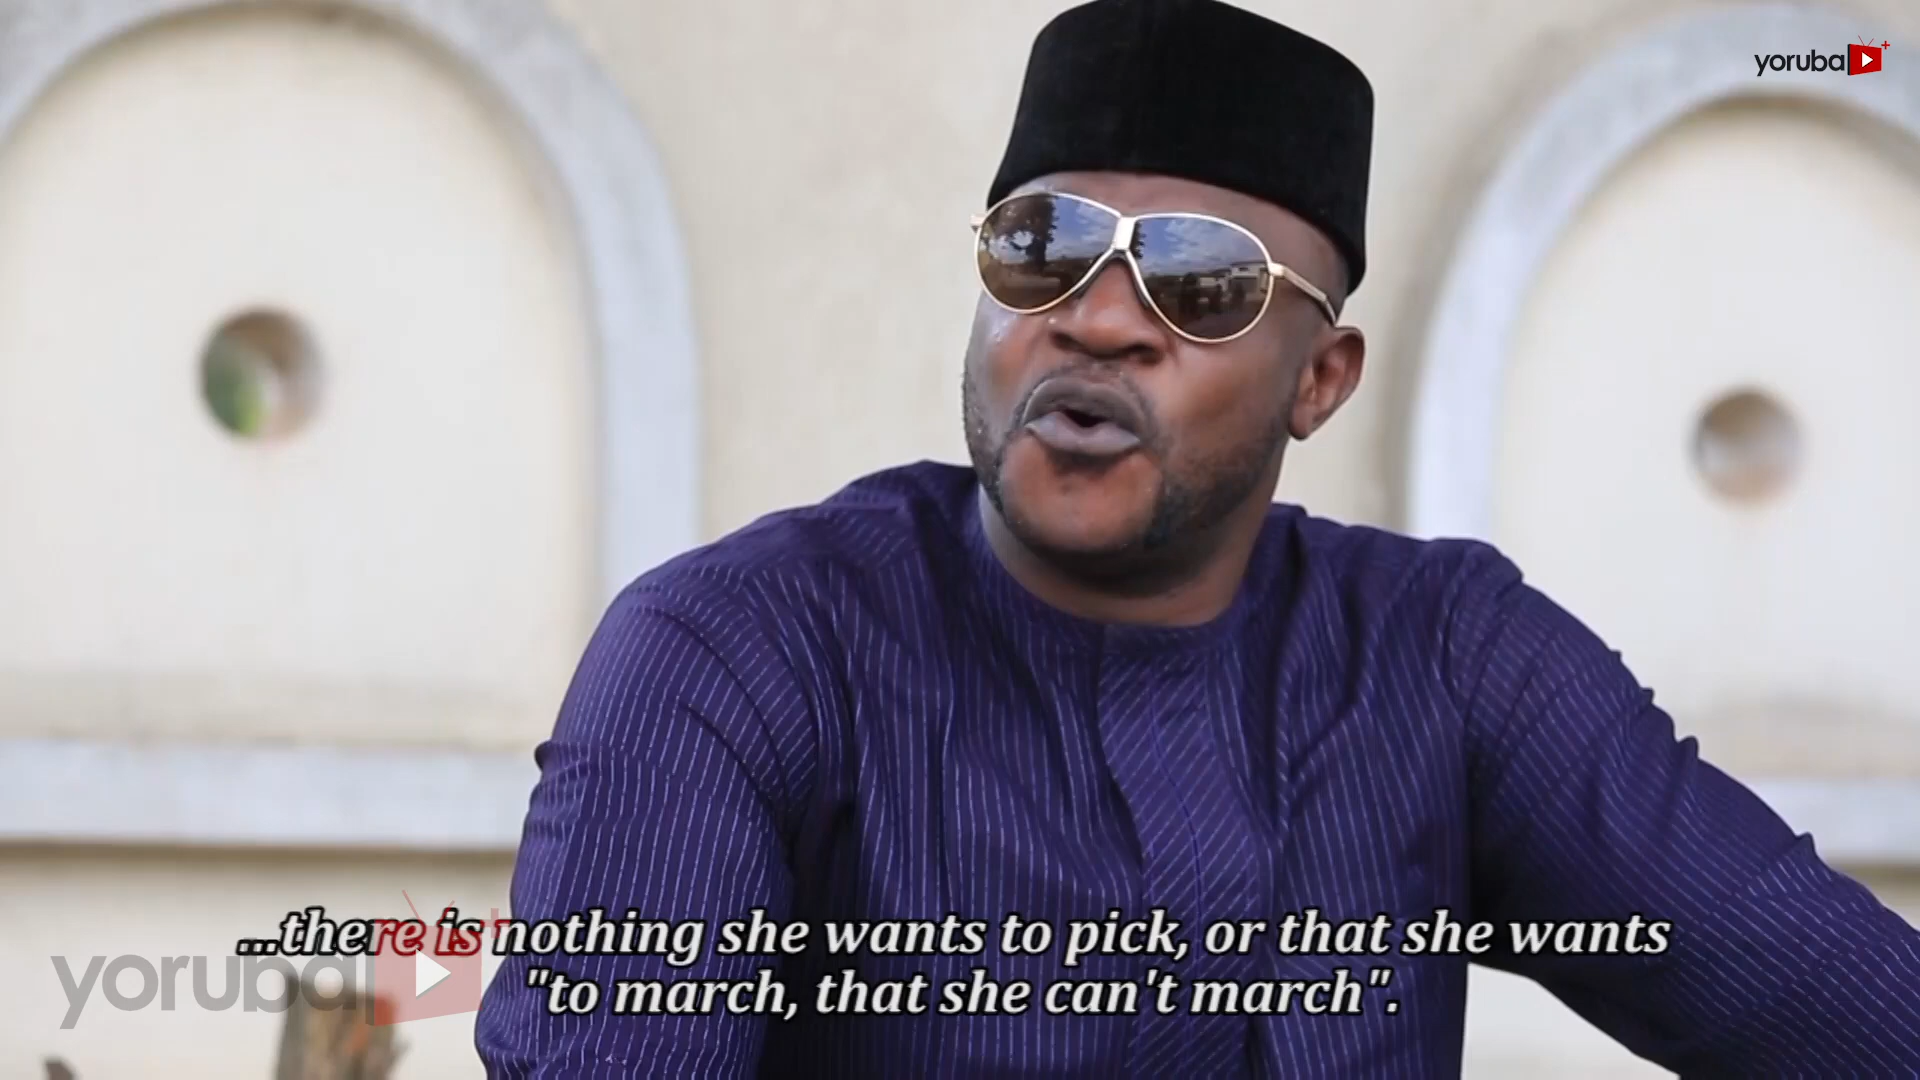 yoruba+
...there is nothing she wants to pick, or that she wants
"to march, that she can't march".
yoruba+